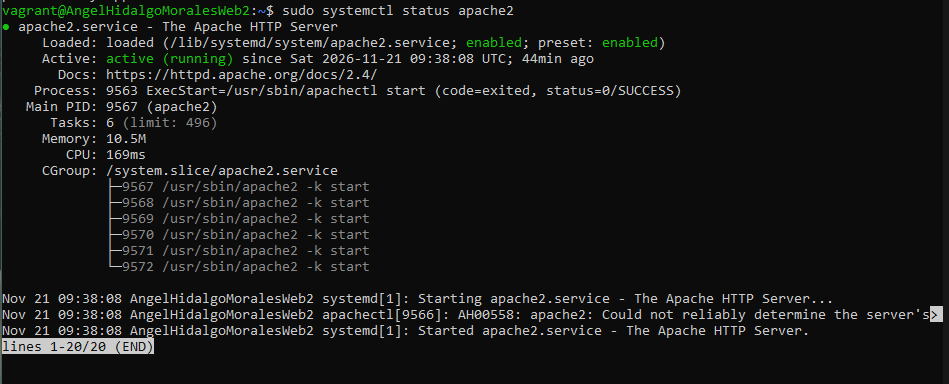 vagrant@AngelHidalgoMoralesWeb2:~$ sudo systemctl status apache2
● apache2.service - The Apache HTTP Server
     Loaded: loaded (/lib/systemd/system/apache2.service; enabled; preset: enabled)
     Active: active (running) since Sat 2026-11-21 09:38:08 UTC; 44min ago
       Docs: https://httpd.apache.org/docs/2.4/
    Process: 9563 ExecStart=/usr/sbin/apachectl start (code=exited, status=0/SUCCESS)
   Main PID: 9567 (apache2)
      Tasks: 6 (limit: 496)
     Memory: 10.5M
        CPU: 169ms
     CGroup: /system.slice/apache2.service
             ├─9567 /usr/sbin/apache2 -k start
             ├─9568 /usr/sbin/apache2 -k start
             ├─9569 /usr/sbin/apache2 -k start
             ├─9570 /usr/sbin/apache2 -k start
             ├─9571 /usr/sbin/apache2 -k start
             └─9572 /usr/sbin/apache2 -k start
Nov 21 09:38:08 AngelHidalgoMoralesWeb2 systemd[1]: Starting apache2.service - The Apache HTTP Server...
Nov 21 09:38:08 AngelHidalgoMoralesWeb2 apachectl[9566]: AH00558: apache2: Could not reliably determine the server's>
Nov 21 09:38:08 AngelHidalgoMoralesWeb2 systemd[1]: Started apache2.service - The Apache HTTP Server.
lines 1-20/20 (END)